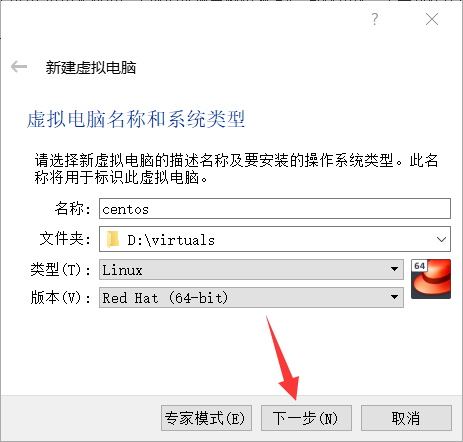 ?
新建虚拟电脑
虚拟电脑名称和系统类型
请选择新虚拟电脑的描述名称及要安装的操作系统类型。此名
称将用于标识此虚拟电脑。
名称: centos
文件夹: D:\virtuals
类型(T): Linux
64
版本(V): Red Hat (64-bit)
专家模式(E) 下一步(N) 取消